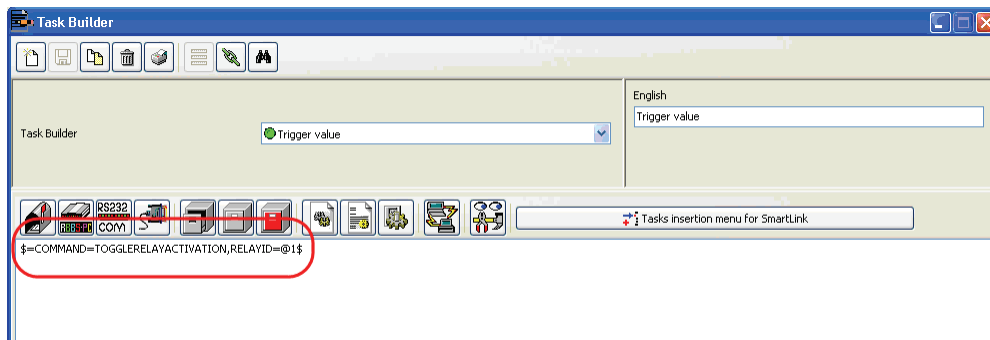 Task Builder
English
Trigger value
Task Builder
Trigger value
RS232
COM
Tasks insertion menu for SmartLink
$=COMMAND=TOGGLERELAYACTIVATION,RELAYID=@1$